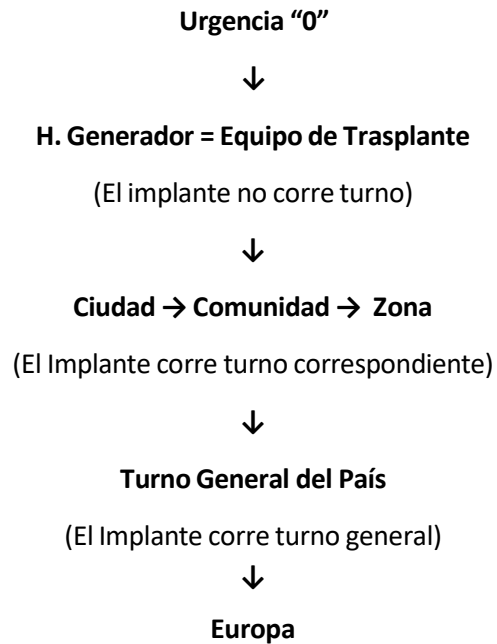 Urgencia “0”
↓
H. Generador = Equipo de Trasplante
(El implante no corre turno)
↓
Ciudad → Comunidad → Zona
(El Implante corre turno correspondiente)
↓
Turno General del País
(El Implante corre turno general)
↓
Europa